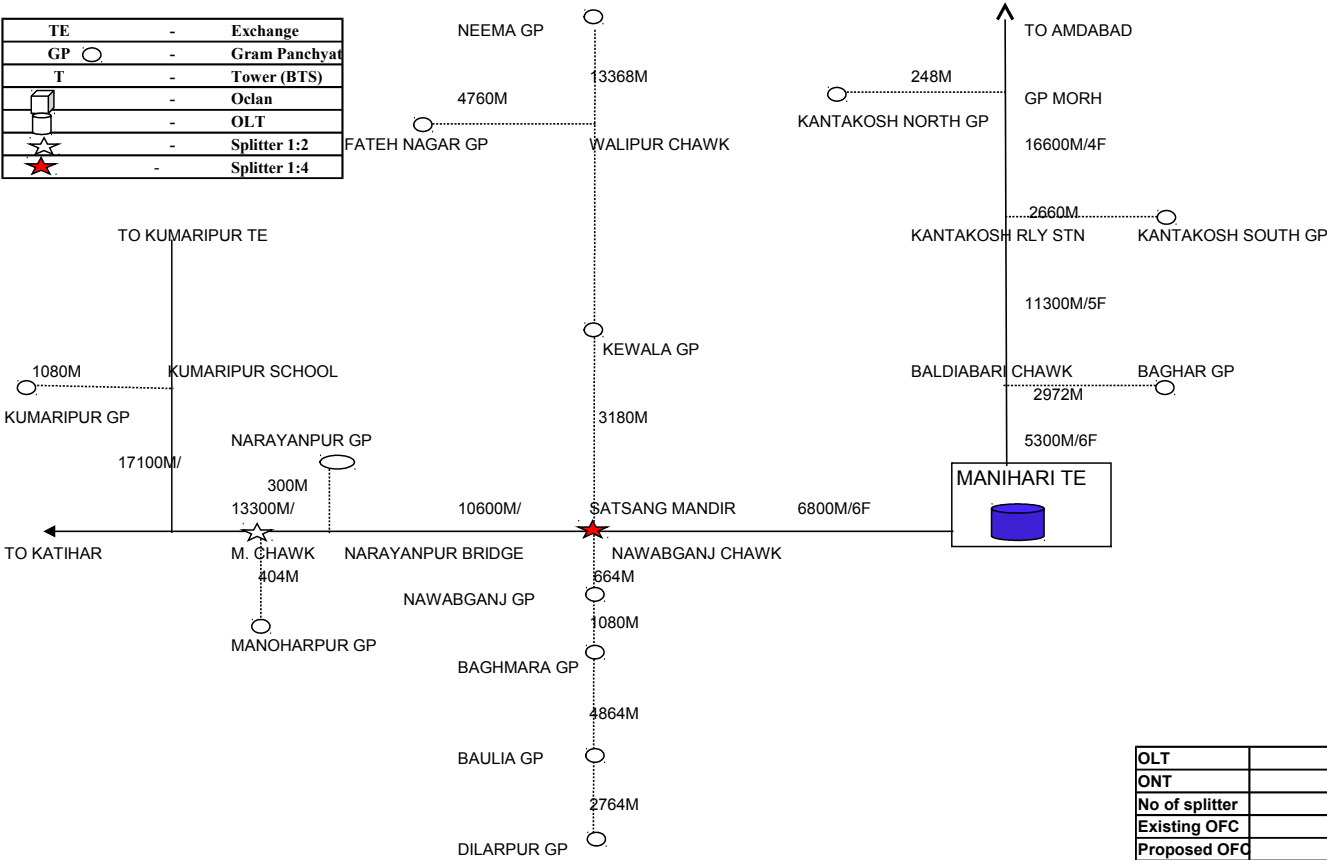 TE - Exchange
GP - Gram Panchyat
T - Tower (BTS)
- Oclan
- OLT
- Splitter 1:2
- Splitter 1:4
NEEMA GP
13368M
4760M
FATEH NAGAR GP
WALIPUR CHAWK
TO AMDABAD
248M
GP MORH
KANTAKOSH NORTH GP
16600M/4F
2660M
KANTAKOSH RLY STN
KANTAKOSH SOUTH GP
11300M/5F
BALDIABARI CHAWK
BAGHAR GP
2972M
5300M/6F
MANIHARI TE
TO KUMARIPUR TE
1080M
KUMARIPUR SCHOOL
KUMARIPUR GP
17100M/
KEWALA GP
3180M
NARAYANPUR GP
300M
13300M/
10600M/
SATSANG MANDIR
6800M/6F
TO KATIHAR
M. CHAWK
NARAYANPUR BRIDGE
NAWABGANJ CHAWK
404M
MANOHARPUR GP
664M
NAWABGANJ GP
1080M
BAGHMARA GP
4864M
BAULIA GP
2764M
DILARPUR GP
OLT
ONT
No of splitter
Existing OFC
Proposed OFC